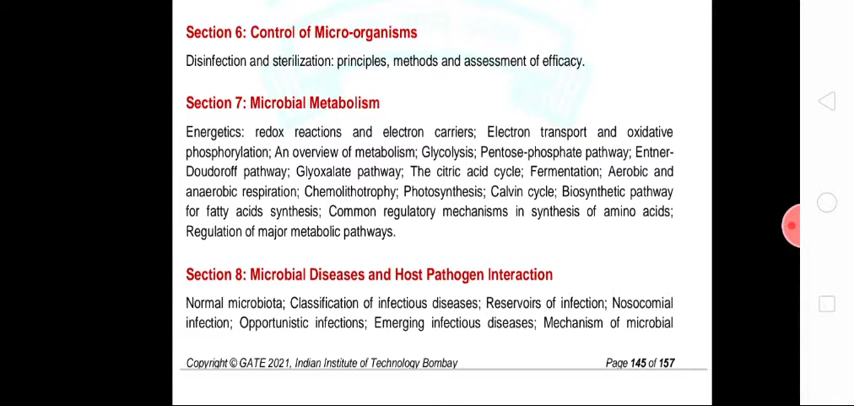 Section 6: Control of Micro-organisms
Disinfection and sterilization: principles, methods and assessment of efficacy.
Section 7: Microbial Metabolism
Energetics: redox reactions and electron carriers; Electron transport and oxidative
phosphorylation; An overview of metabolism; Glycolysis; Pentose-phosphate pathway; Entner-
Doudoroff pathway; Glyoxalate pathway; The citric acid cycle; Fermentation; Aerobic and
anaerobic respiration; Chemolithotrophy; Photosynthesis; Calvin cycle; Biosynthetic pathway
for fatty acids synthesis; Common regulatory mechanisms in synthesis of amino acids;
Regulation of major metabolic pathways.
Section 8: Microbial Diseases and Host Pathogen Interaction
Normal microbiota; Classification of infectious diseases; Reservoirs of infection; Nosocomial
infection; Opportunistic infections; Emerging infectious diseases; Mechanism of microbial
Copyright © GATE 2021, Indian Institute of Technology Bombay Page 145 of 157